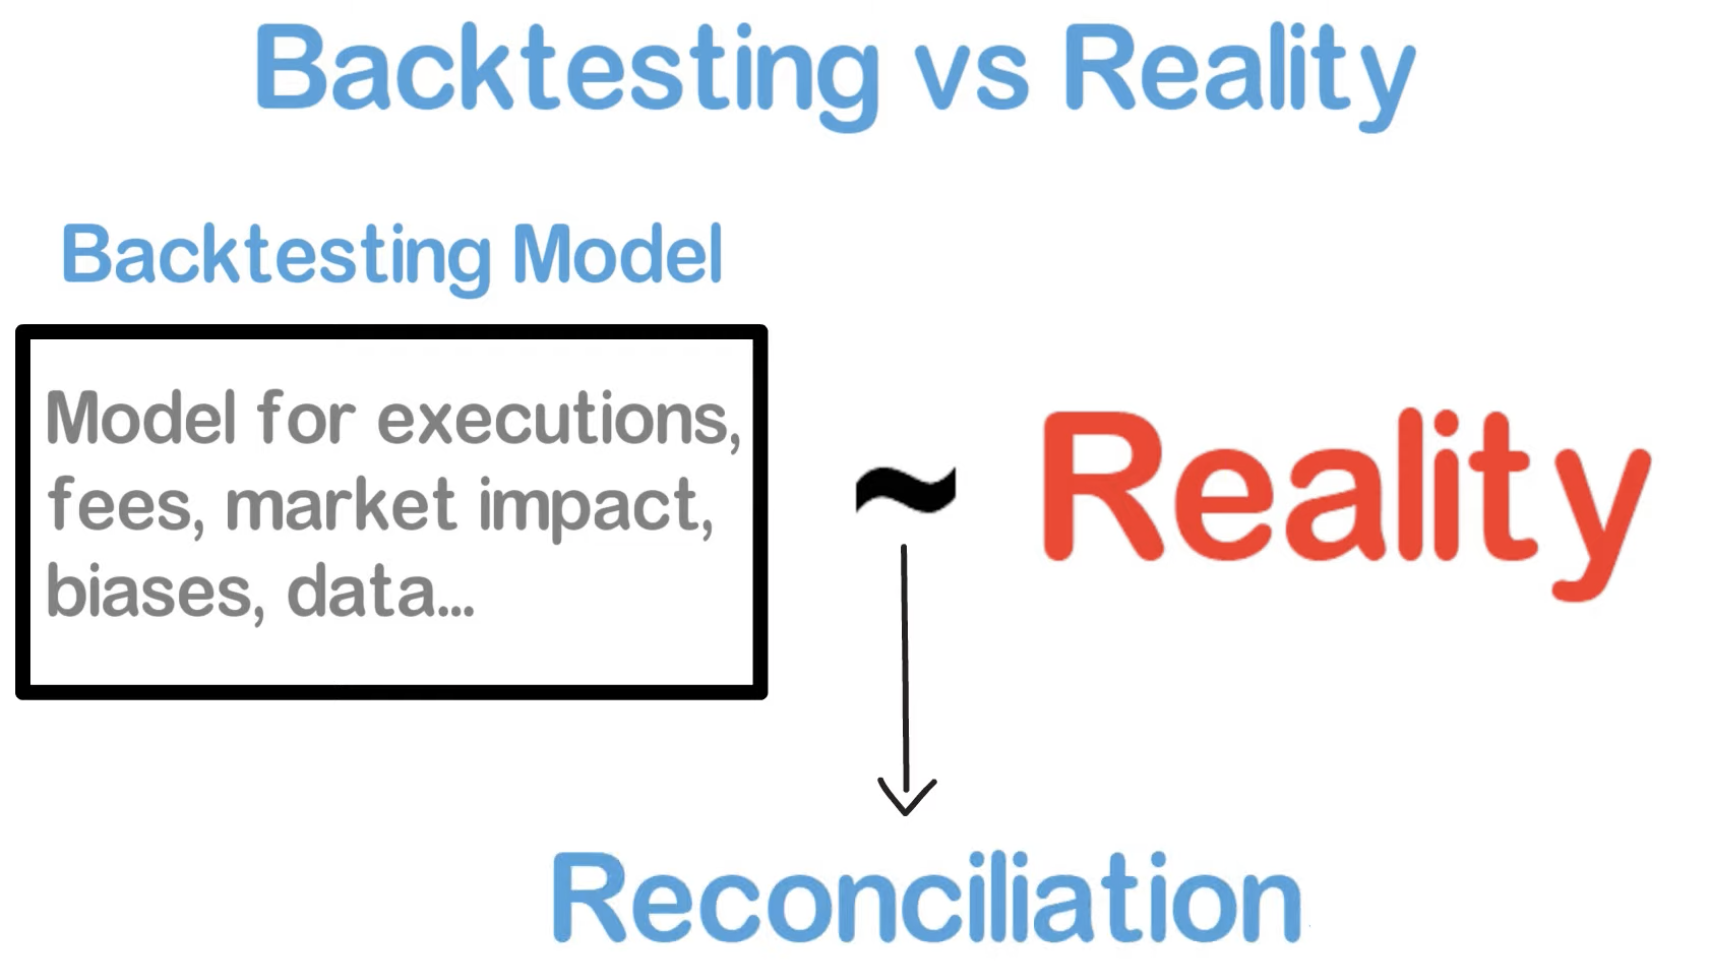 Backtesting vs Reality
Backtesting Model
Model for executions,
fees, market impact,
biases, data...
~
Reality
Reconciliation